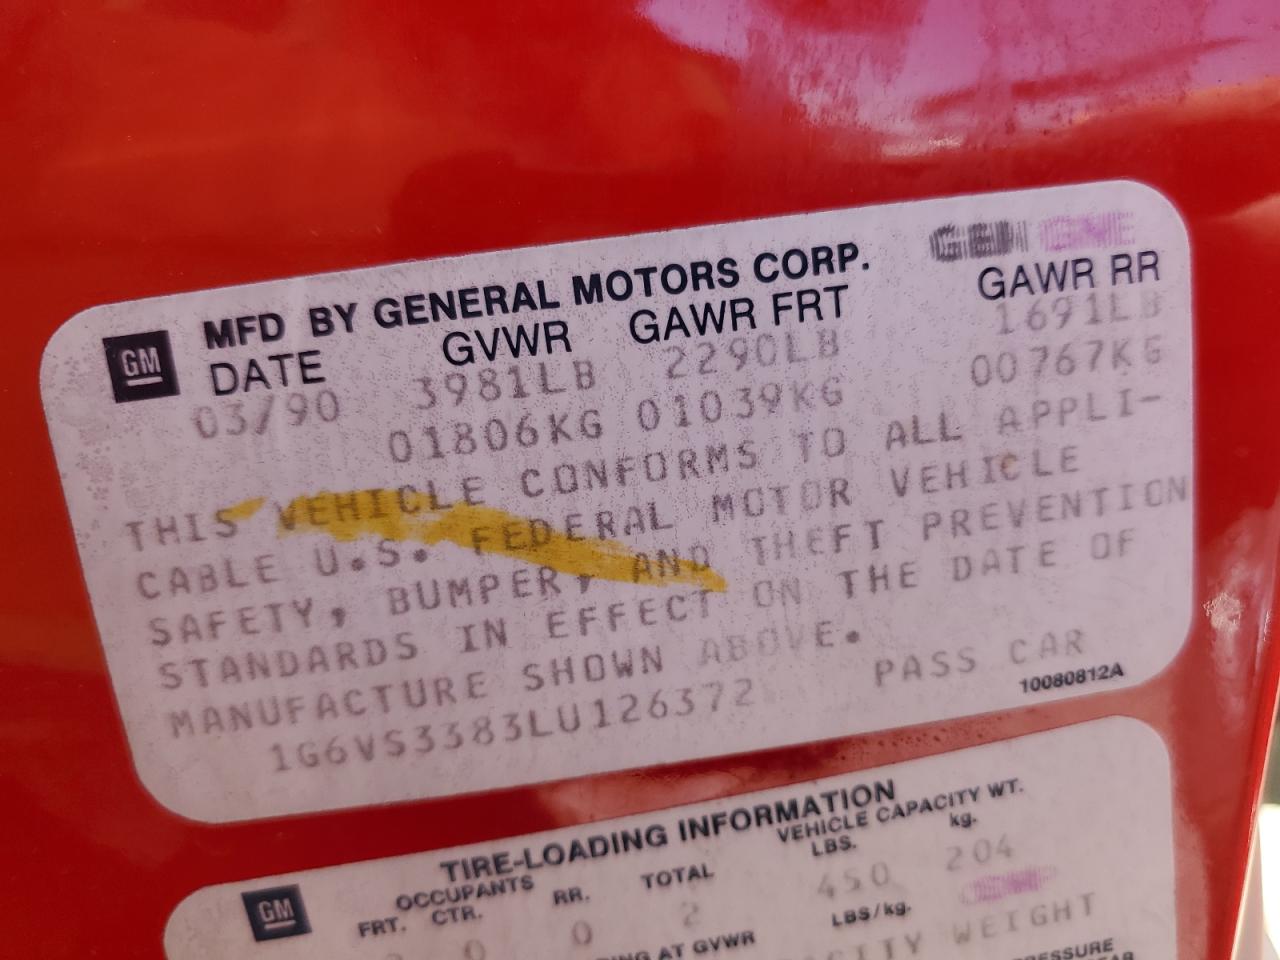 GM
MFD BY GENERAL MOTORS CORP.
DATE GVWR GAWR FRT GAWR RR
03/90 3981LB 2290LB 1691LB
01806KG 01039KG 00767KG
THIS VEHICLE CONFORMS TO ALL APPLI-
CABLE U.S. FEDERAL MOTOR VEHICLE
SAFETY, BUMPER, AND THEFT PREVENTION
STANDARDS IN EFFECT ON THE DATE OF
MANUFACTURE SHOWN ABOVE.
1G6VS3383LU126372 PASS CAR
10080812A
GM
TIRE-LOADING INFORMATION
OCCUPANTS VEHICLE CAPACITY WT.
FRT. CTR. RR. TOTAL LBS. kg.
0 0 2 450 204
AT GVWR LBS/kg.
WEIGHT